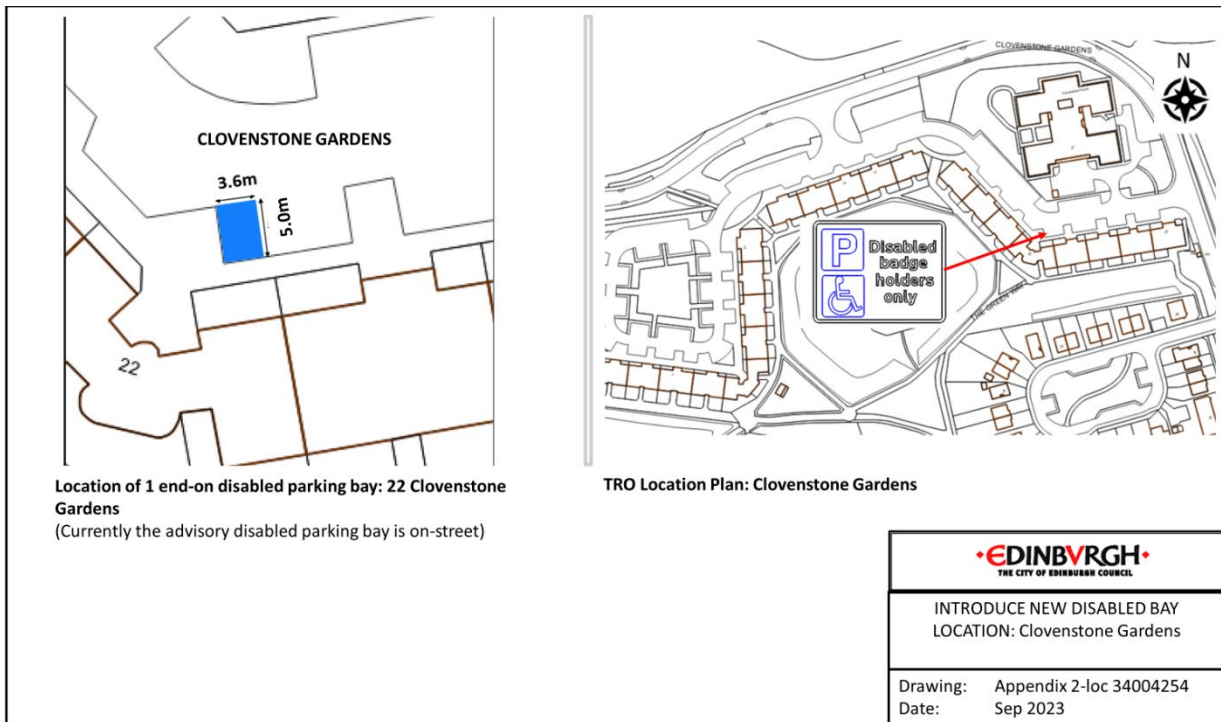 CLOVENSTONE GARDENS
3.6m
5.0m
22
Location of 1 end-on disabled parking bay: 22 Clovenstone
Gardens
(Currently the advisory disabled parking bay is on-street)
CLOVENSTONE GARDENS
N
P
Disabled
badge
holders
only
THE GREEN WAY
TRO Location Plan: Clovenstone Gardens
EDINBVRGH
THE CITY OF EDINBURGH COUNCIL
INTRODUCE NEW DISABLED BAY
LOCATION: Clovenstone Gardens
Drawing: Appendix 2-loc 34004254
Date: Sep 2023